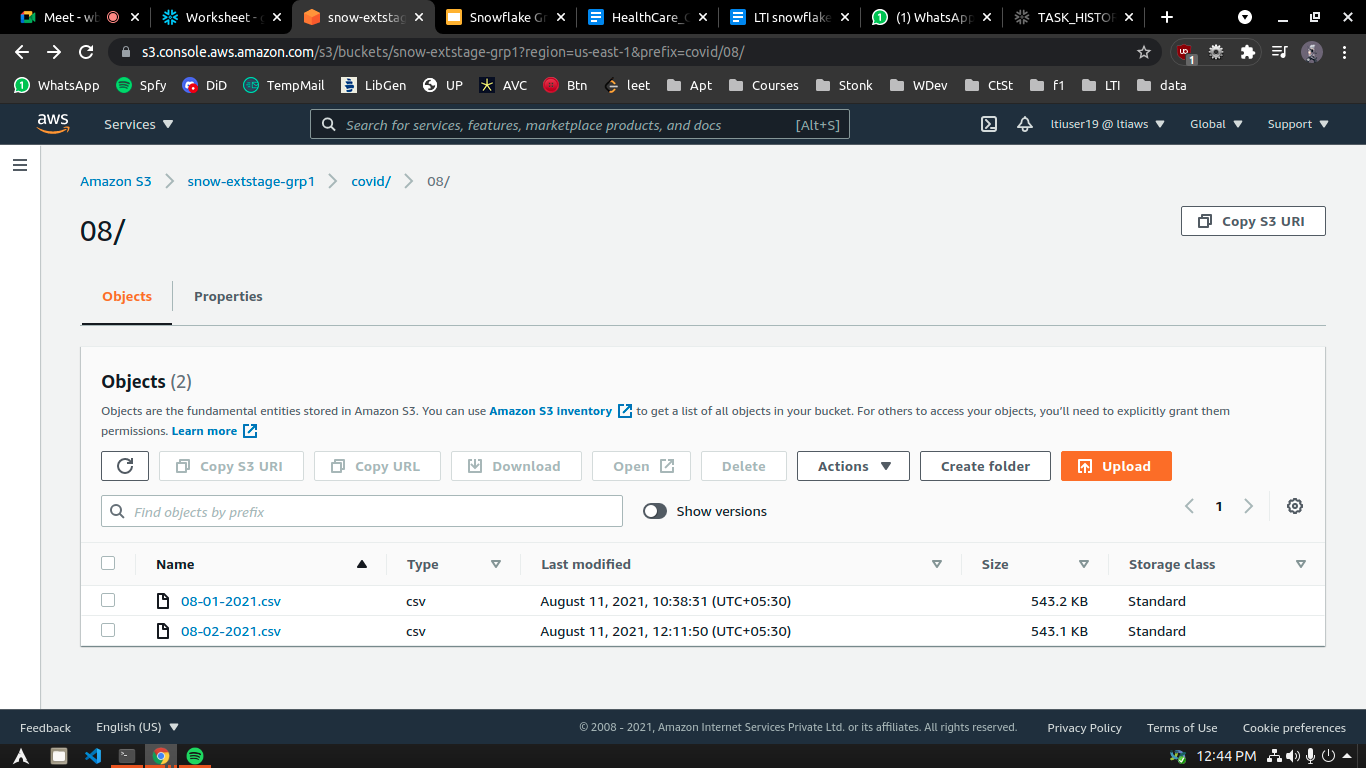 Meet - wb
Worksheet - g
snow-extstag
Snowflake Gr
HealthCare_C
LTI snowflake
(1) WhatsApp
TASK_HISTOR
s3.console.aws.amazon.com/s3/buckets/snow-extstage-grp1?region=us-east-1&prefix=covid/08/
1
WhatsApp Spfy DiD TempMail LibGen UP AVC Btn leet Apt Courses Stonk WDev CtSt f1 LTI data
aws Services Search for services, features, marketplace products, and docs [Alt+S] ltiuser19 @ ltiaws Global Support
Amazon S3 snow-extstage-grp1 covid/ 08/
08/
Copy S3 URI
Objects Properties
Objects (2)
Objects are the fundamental entities stored in Amazon S3. You can use Amazon S3 inventory to get a list of all objects in your bucket. For others to access your objects, you'll need to explicitly grant them
permissions. Learn more
Copy S3 URI Copy URL Download Open Delete Actions Create folder Upload
Find objects by prefix Show versions 1
Name Type Last modified Size Storage class
08-01-2021.csv csv August 11, 2021, 10:38:31 (UTC+05:30) 543.2 KB Standard
08-02-2021.csv csv August 11, 2021, 12:11:50 (UTC+05:30) 543.1 KB Standard
Feedback English (US) © 2008 - 2021, Amazon Internet Services Private Ltd. or its affiliates. All rights reserved. Privacy Policy Terms of Use Cookie preferences
12:44 PM